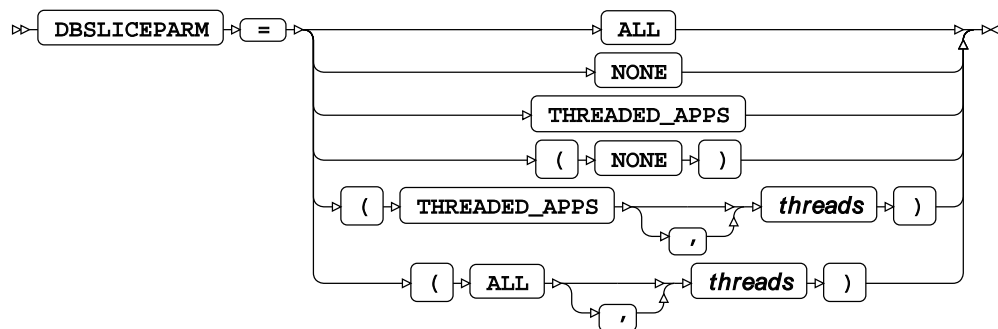 DBSLICEPARM = ALL
NONE
THREADED_APPS
( NONE )
( THREADED_APPS , threads )
( ALL , threads )